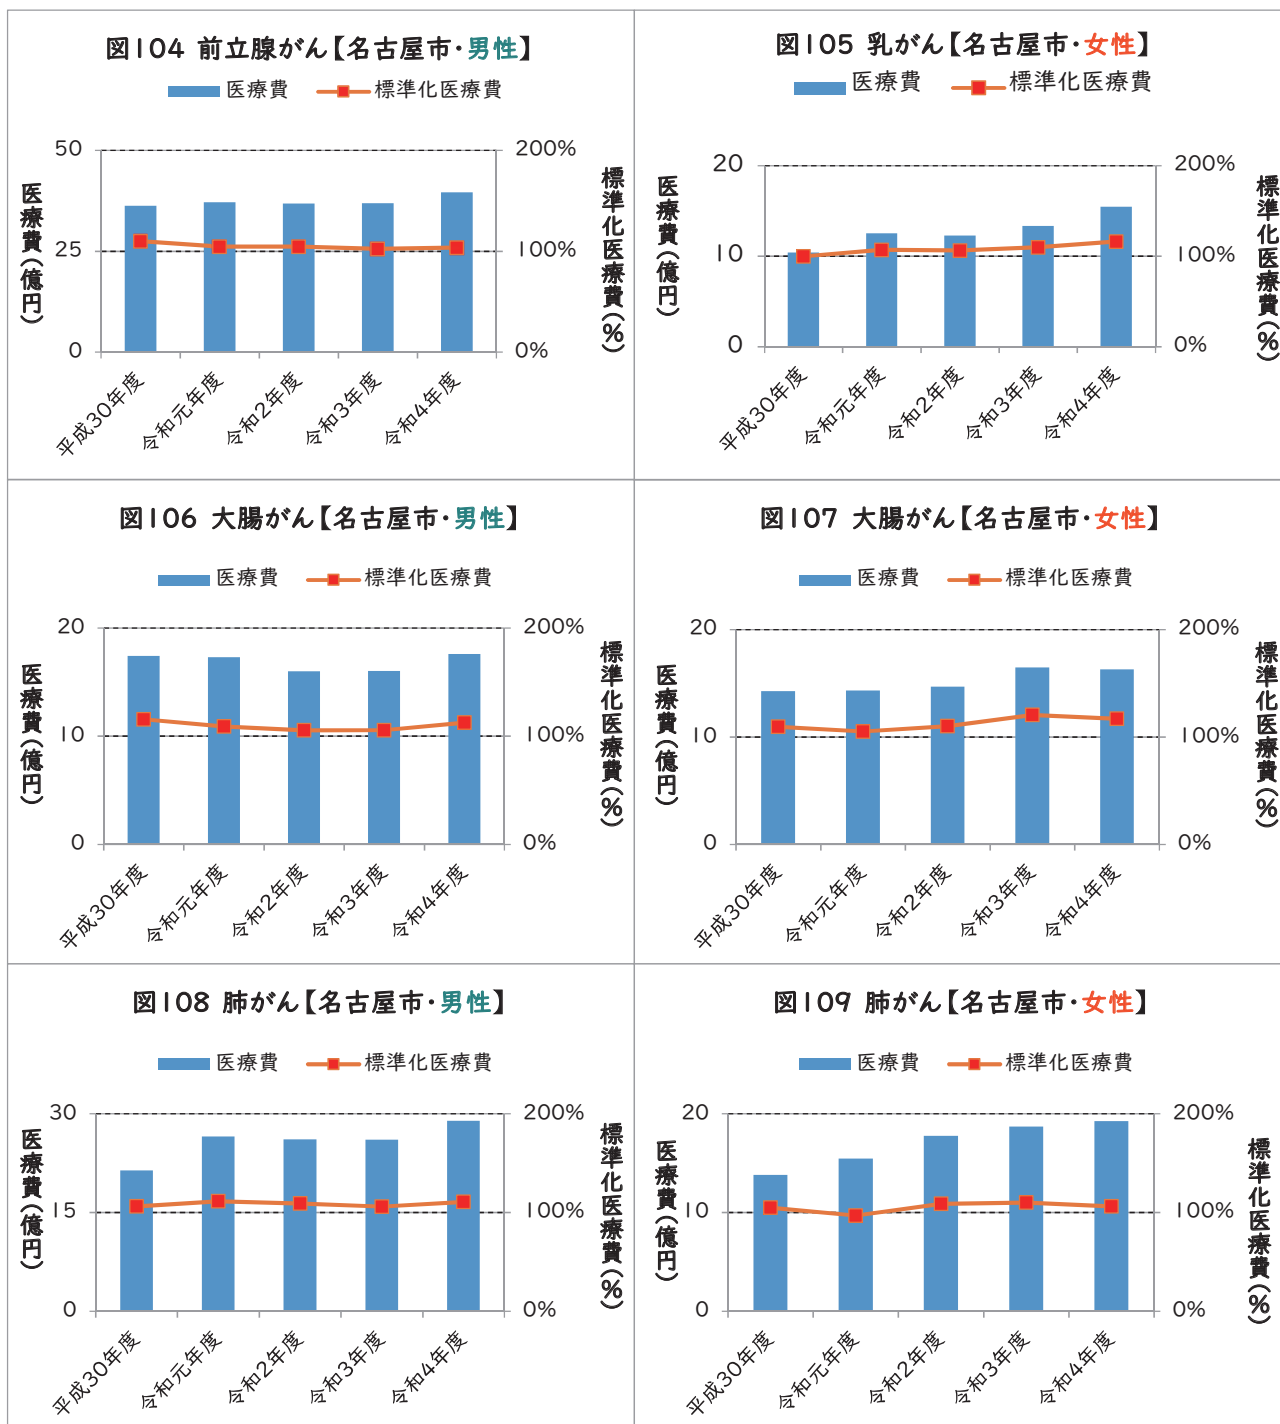 図104 前立腺がん【名古屋市・男性】
医療費 標準化医療費
医療費(億円)
50
25
0
200%
100%
0%
標準化医療費(%)
平成30年度 令和元年度 令和2年度 令和3年度 令和4年度
図105 乳がん【名古屋市・女性】
医療費 標準化医療費
医療費(億円)
20
10
0
200%
100%
0%
標準化医療費(%)
平成30年度 令和元年度 令和2年度 令和3年度 令和4年度
図106 大腸がん【名古屋市・男性】
医療費 標準化医療費
医療費(億円)
20
10
0
200%
100%
0%
標準化医療費(%)
平成30年度 令和元年度 令和2年度 令和3年度 令和4年度
図107 大腸がん【名古屋市・女性】
医療費 標準化医療費
医療費(億円)
20
10
0
200%
100%
0%
標準化医療費(%)
平成30年度 令和元年度 令和2年度 令和3年度 令和4年度
図108 肺がん【名古屋市・男性】
医療費 標準化医療費
医療費(億円)
30
15
0
200%
100%
0%
標準化医療費(%)
平成30年度 令和元年度 令和2年度 令和3年度 令和4年度
図109 肺がん【名古屋市・女性】
医療費 標準化医療費
医療費(億円)
20
10
0
200%
100%
0%
標準化医療費(%)
平成30年度 令和元年度 令和2年度 令和3年度 令和4年度